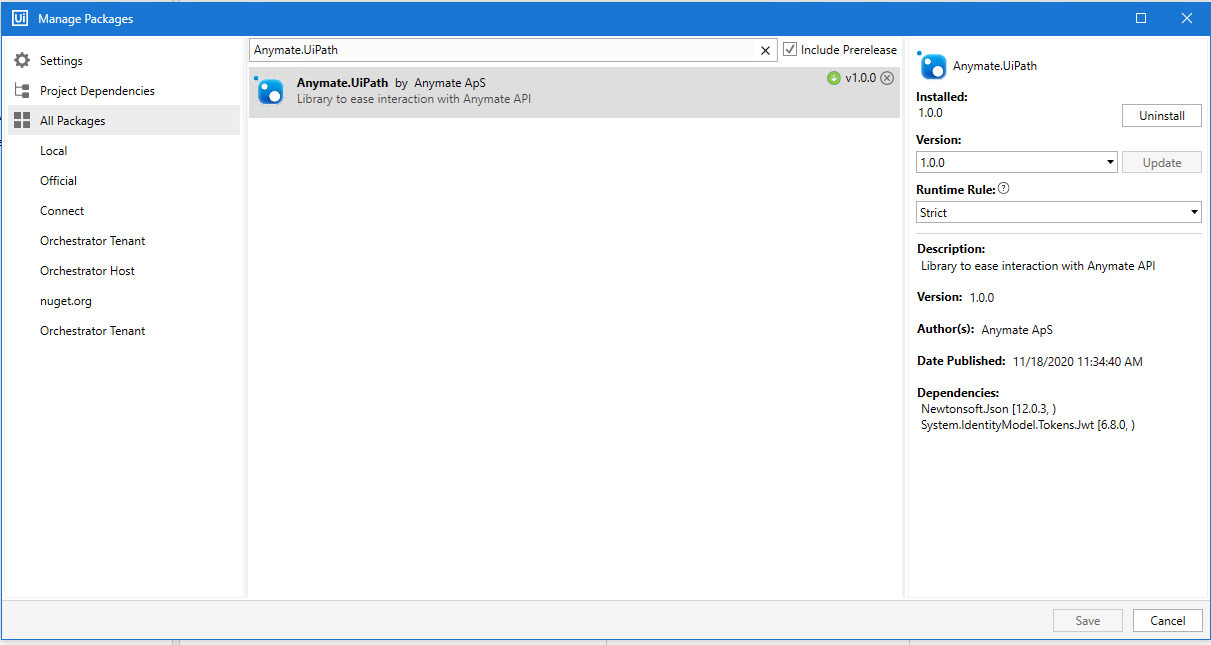 Ui Manage Packages
Settings
Project Dependencies
All Packages
Local
Official
Connect
Orchestrator Tenant
Orchestrator Host
nuget.org
Orchestrator Tenant
Anymate.UiPath
Include Prerelease
Anymate.UiPath by Anymate ApS
v1.0.0
Library to ease interaction with Anymate API
Anymate.UiPath
Installed:
1.0.0
Uninstall
Version:
1.0.0
Update
Runtime Rule:
Strict
Description:
Library to ease interaction with Anymate API
Version: 1.0.0
Author(s): Anymate ApS
Date Published: 11/18/2020 11:34:40 AM
Dependencies:
Newtonsoft.Json [12.0.3, )
System.IdentityModel.Tokens.Jwt [6.8.0, )
Save
Cancel